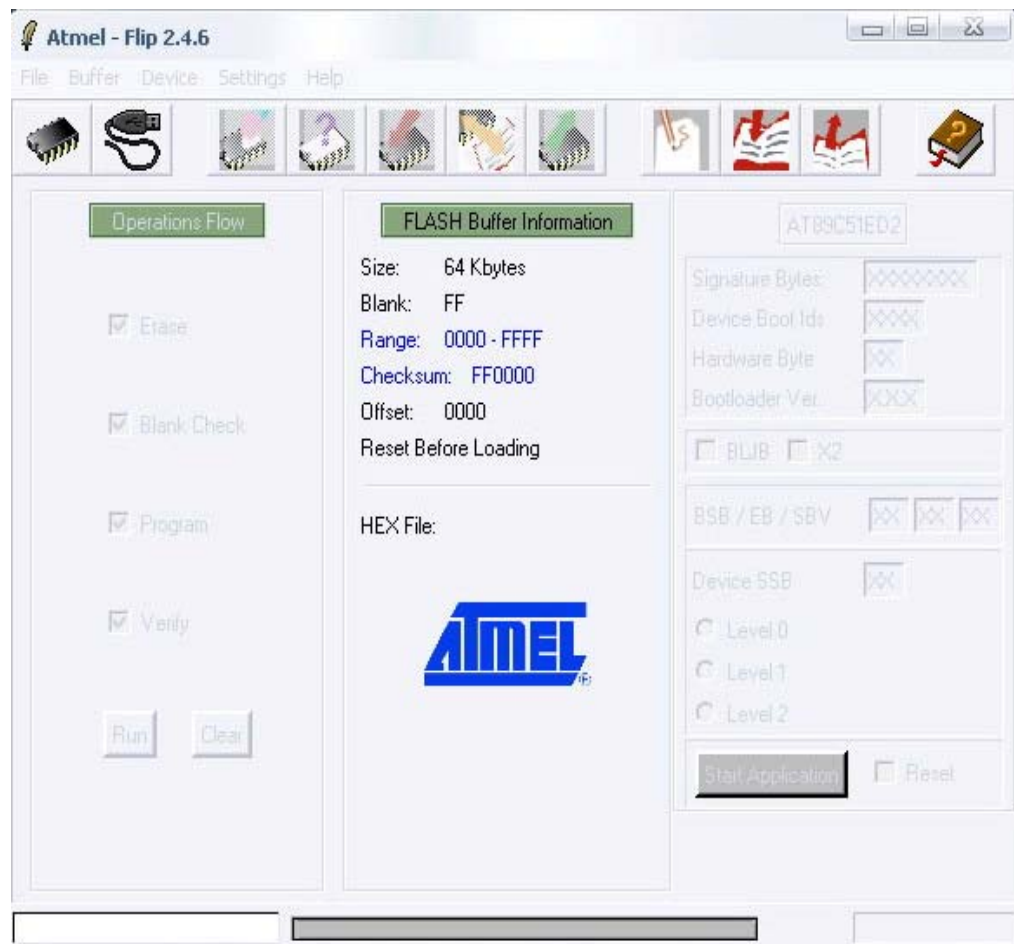 Atmel - Flip 2.4.6
File Buffer Device Settings Help
Operations Flow
Erase
Blank Check
Program
Verify
Run Clear
FLASH Buffer Information
Size: 64 Kbytes
Blank: FF
Range: 0000 - FFFF
Checksum: FF0000
Offset: 0000
Reset Before Loading
HEX File:
ATMEL ®
AT89C51ED2
Signature Bytes: XXXXXXXX
Device Boot Ids XXXX
Hardware Byte XX
Bootloader Ver. XXX
BLJB X2
BSB / EB / SBV XX XX XX
Device SSB XX
Level 0
Level 1
Level 2
Start Application Reset